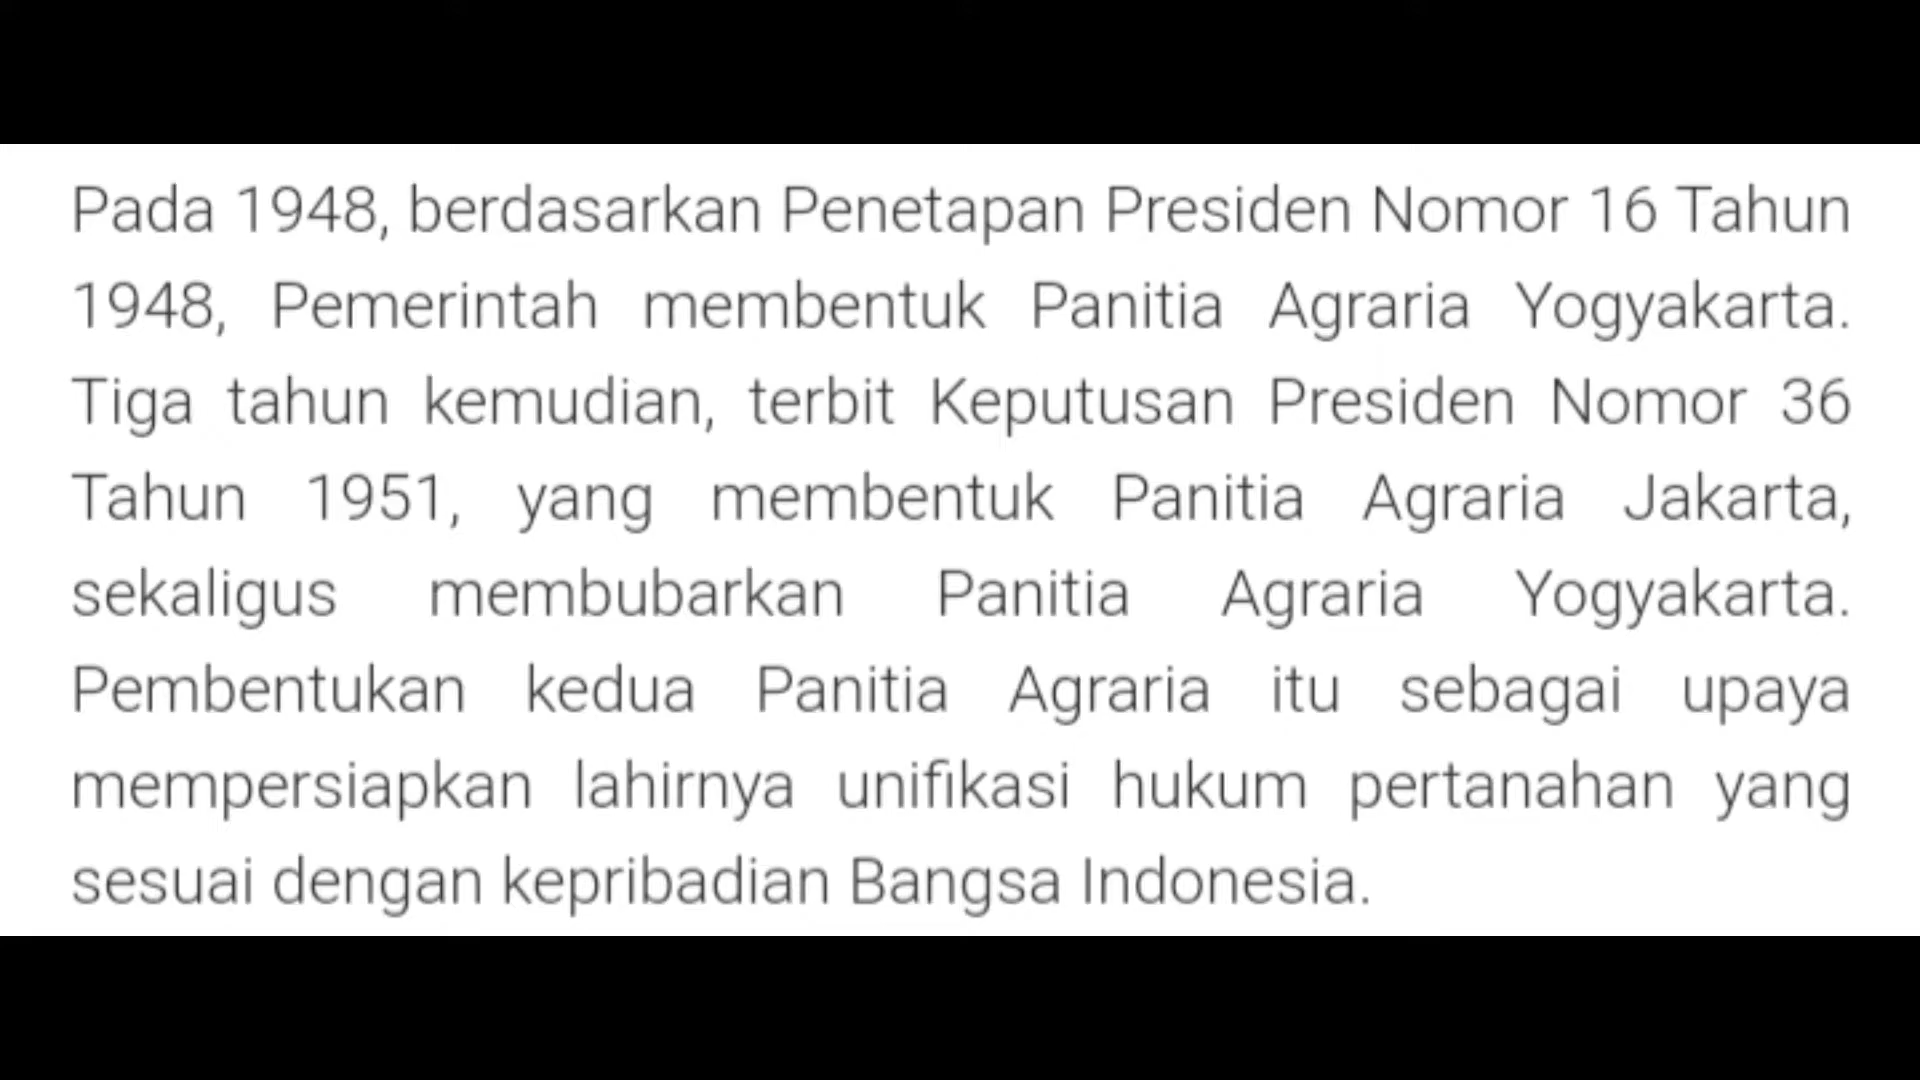 Pada 1948, berdasarkan Penetapan Presiden Nomor 16 Tahun
1948, Pemerintah membentuk Panitia Agraria Yogyakarta.
Tiga tahun kemudian, terbit Keputusan Presiden Nomor 36
Tahun 1951, yang membentuk Panitia Agraria Jakarta,
sekaligus membubarkan Panitia Agraria Yogyakarta.
Pembentukan kedua Panitia Agraria itu sebagai upaya
mempersiapkan lahirnya unifikasi hukum pertanahan yang
sesuai dengan kepribadian Bangsa Indonesia.